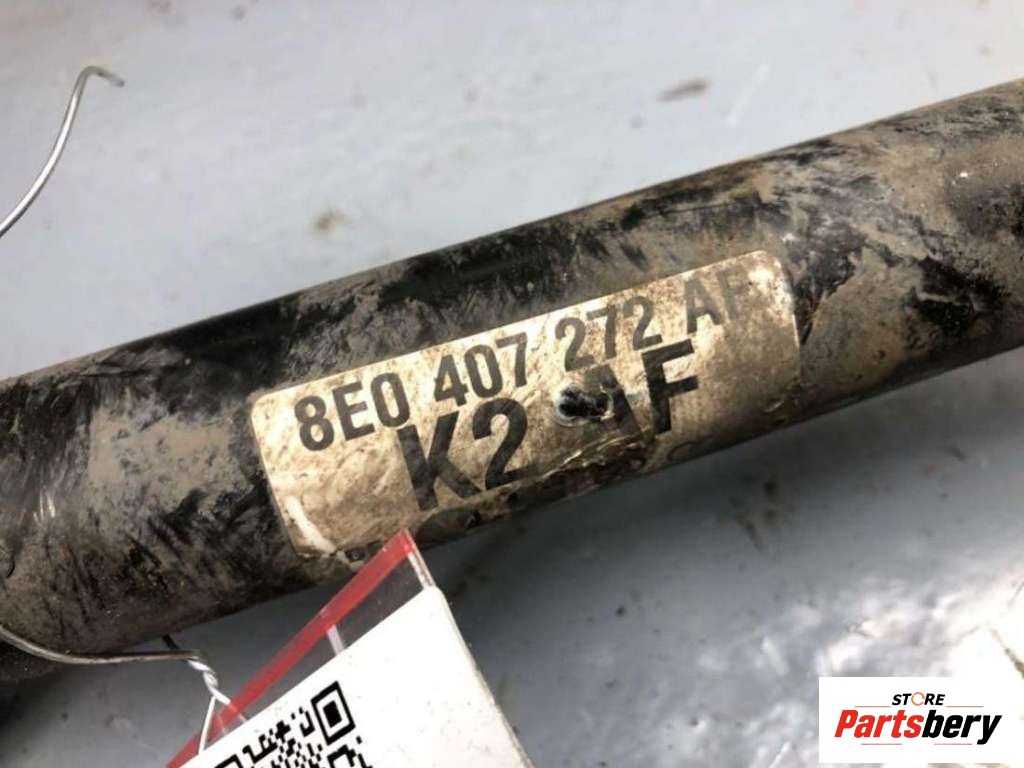 8E0 407 272 AF
K2 AF
STORE
Partsbery